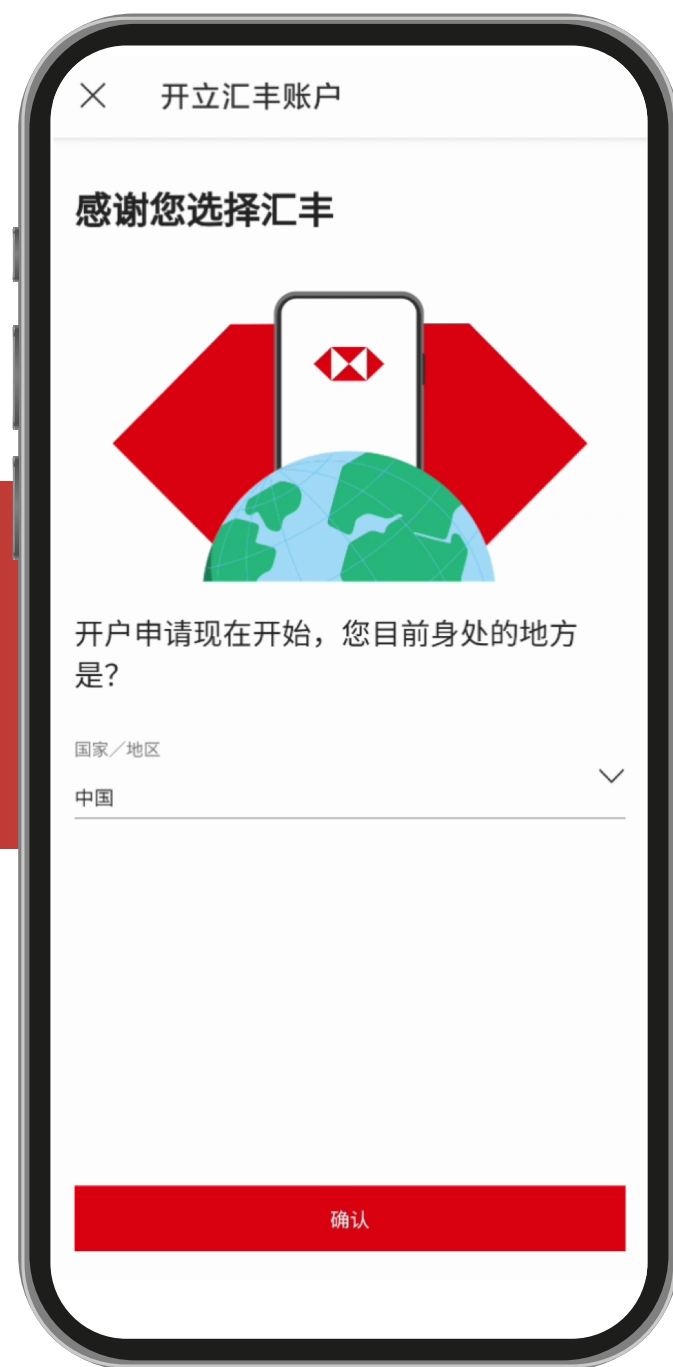 开立汇丰账户
感谢您选择汇丰
开户申请现在开始，您目前身处的地方
是？
国家／地区
中国
确认